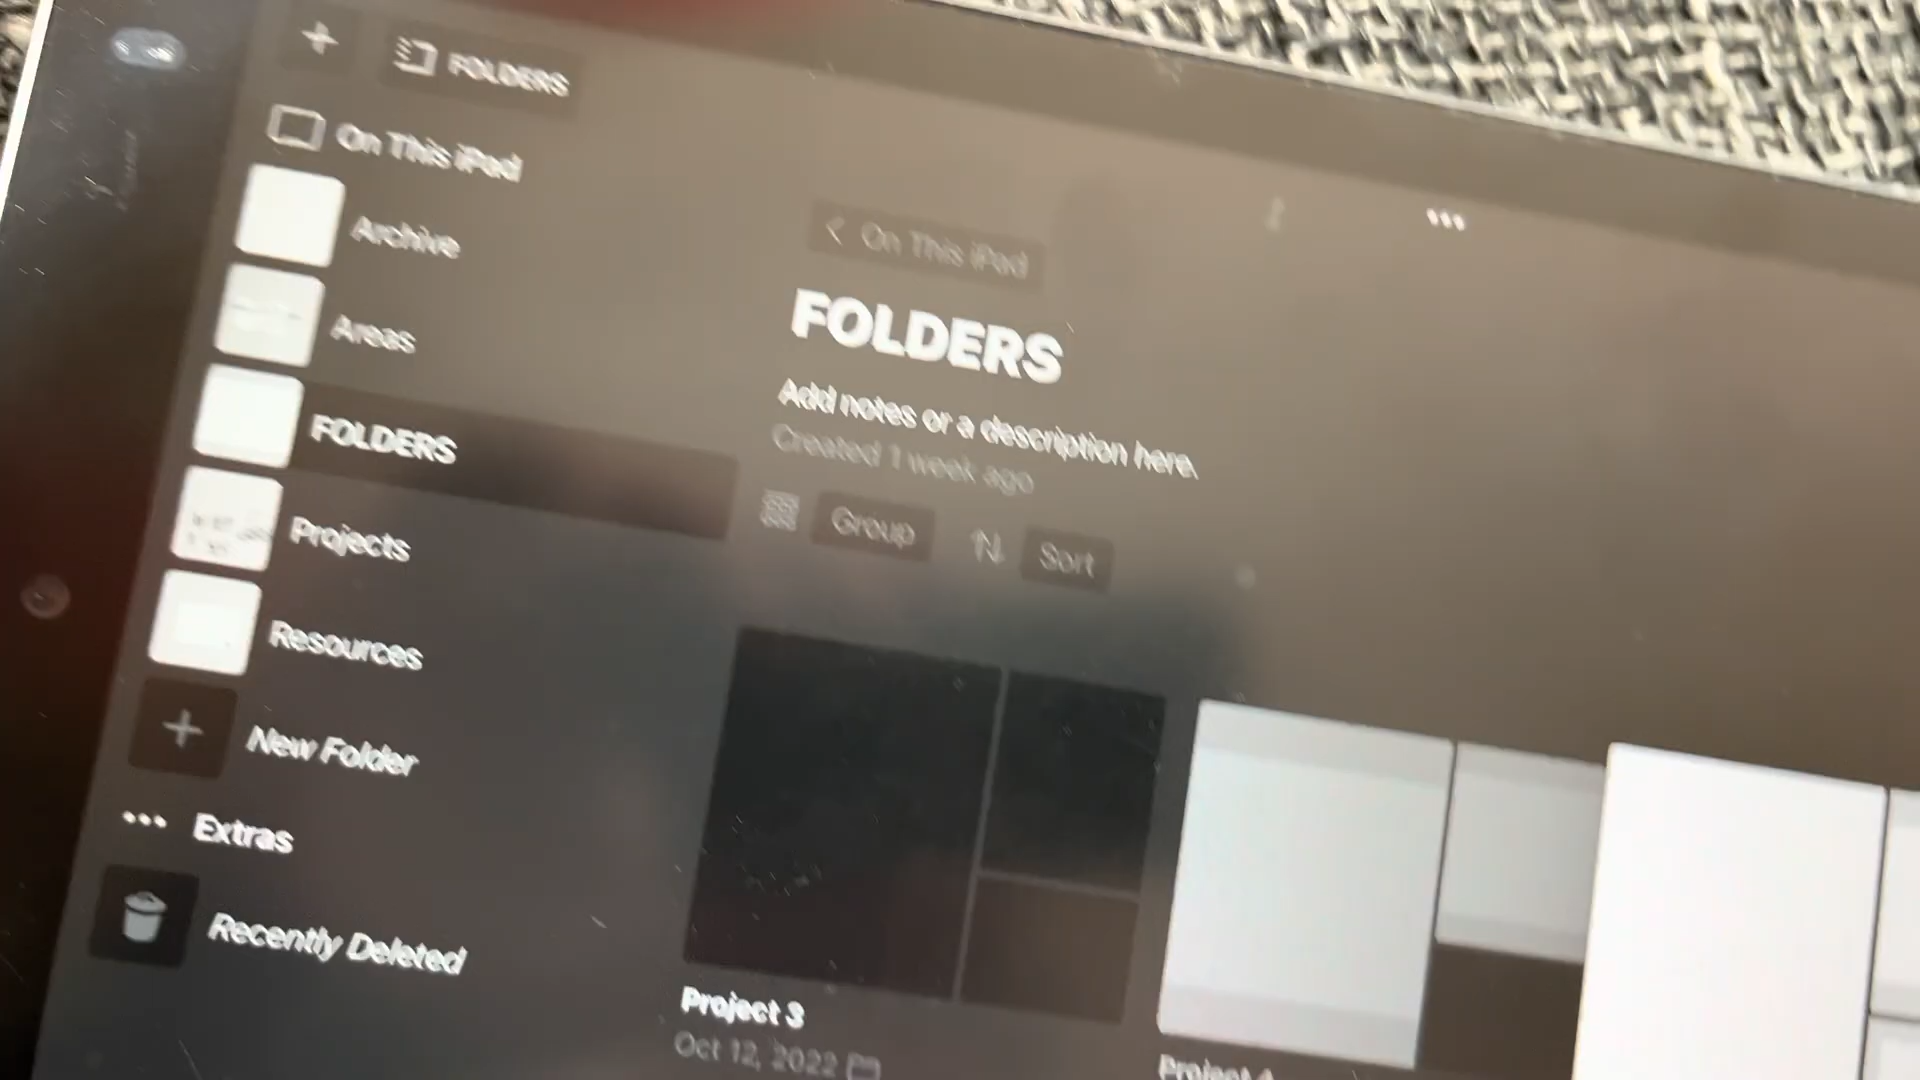 FOLDERS
On This iPad
Archive
Areas
FOLDERS
Projects
Resources
New Folder
Extras
Recently Deleted
On This iPad
FOLDERS
Add notes or a description here.
Created 1 week ago
Group
Sort
Project 3
Oct 12, 2022
Project 4